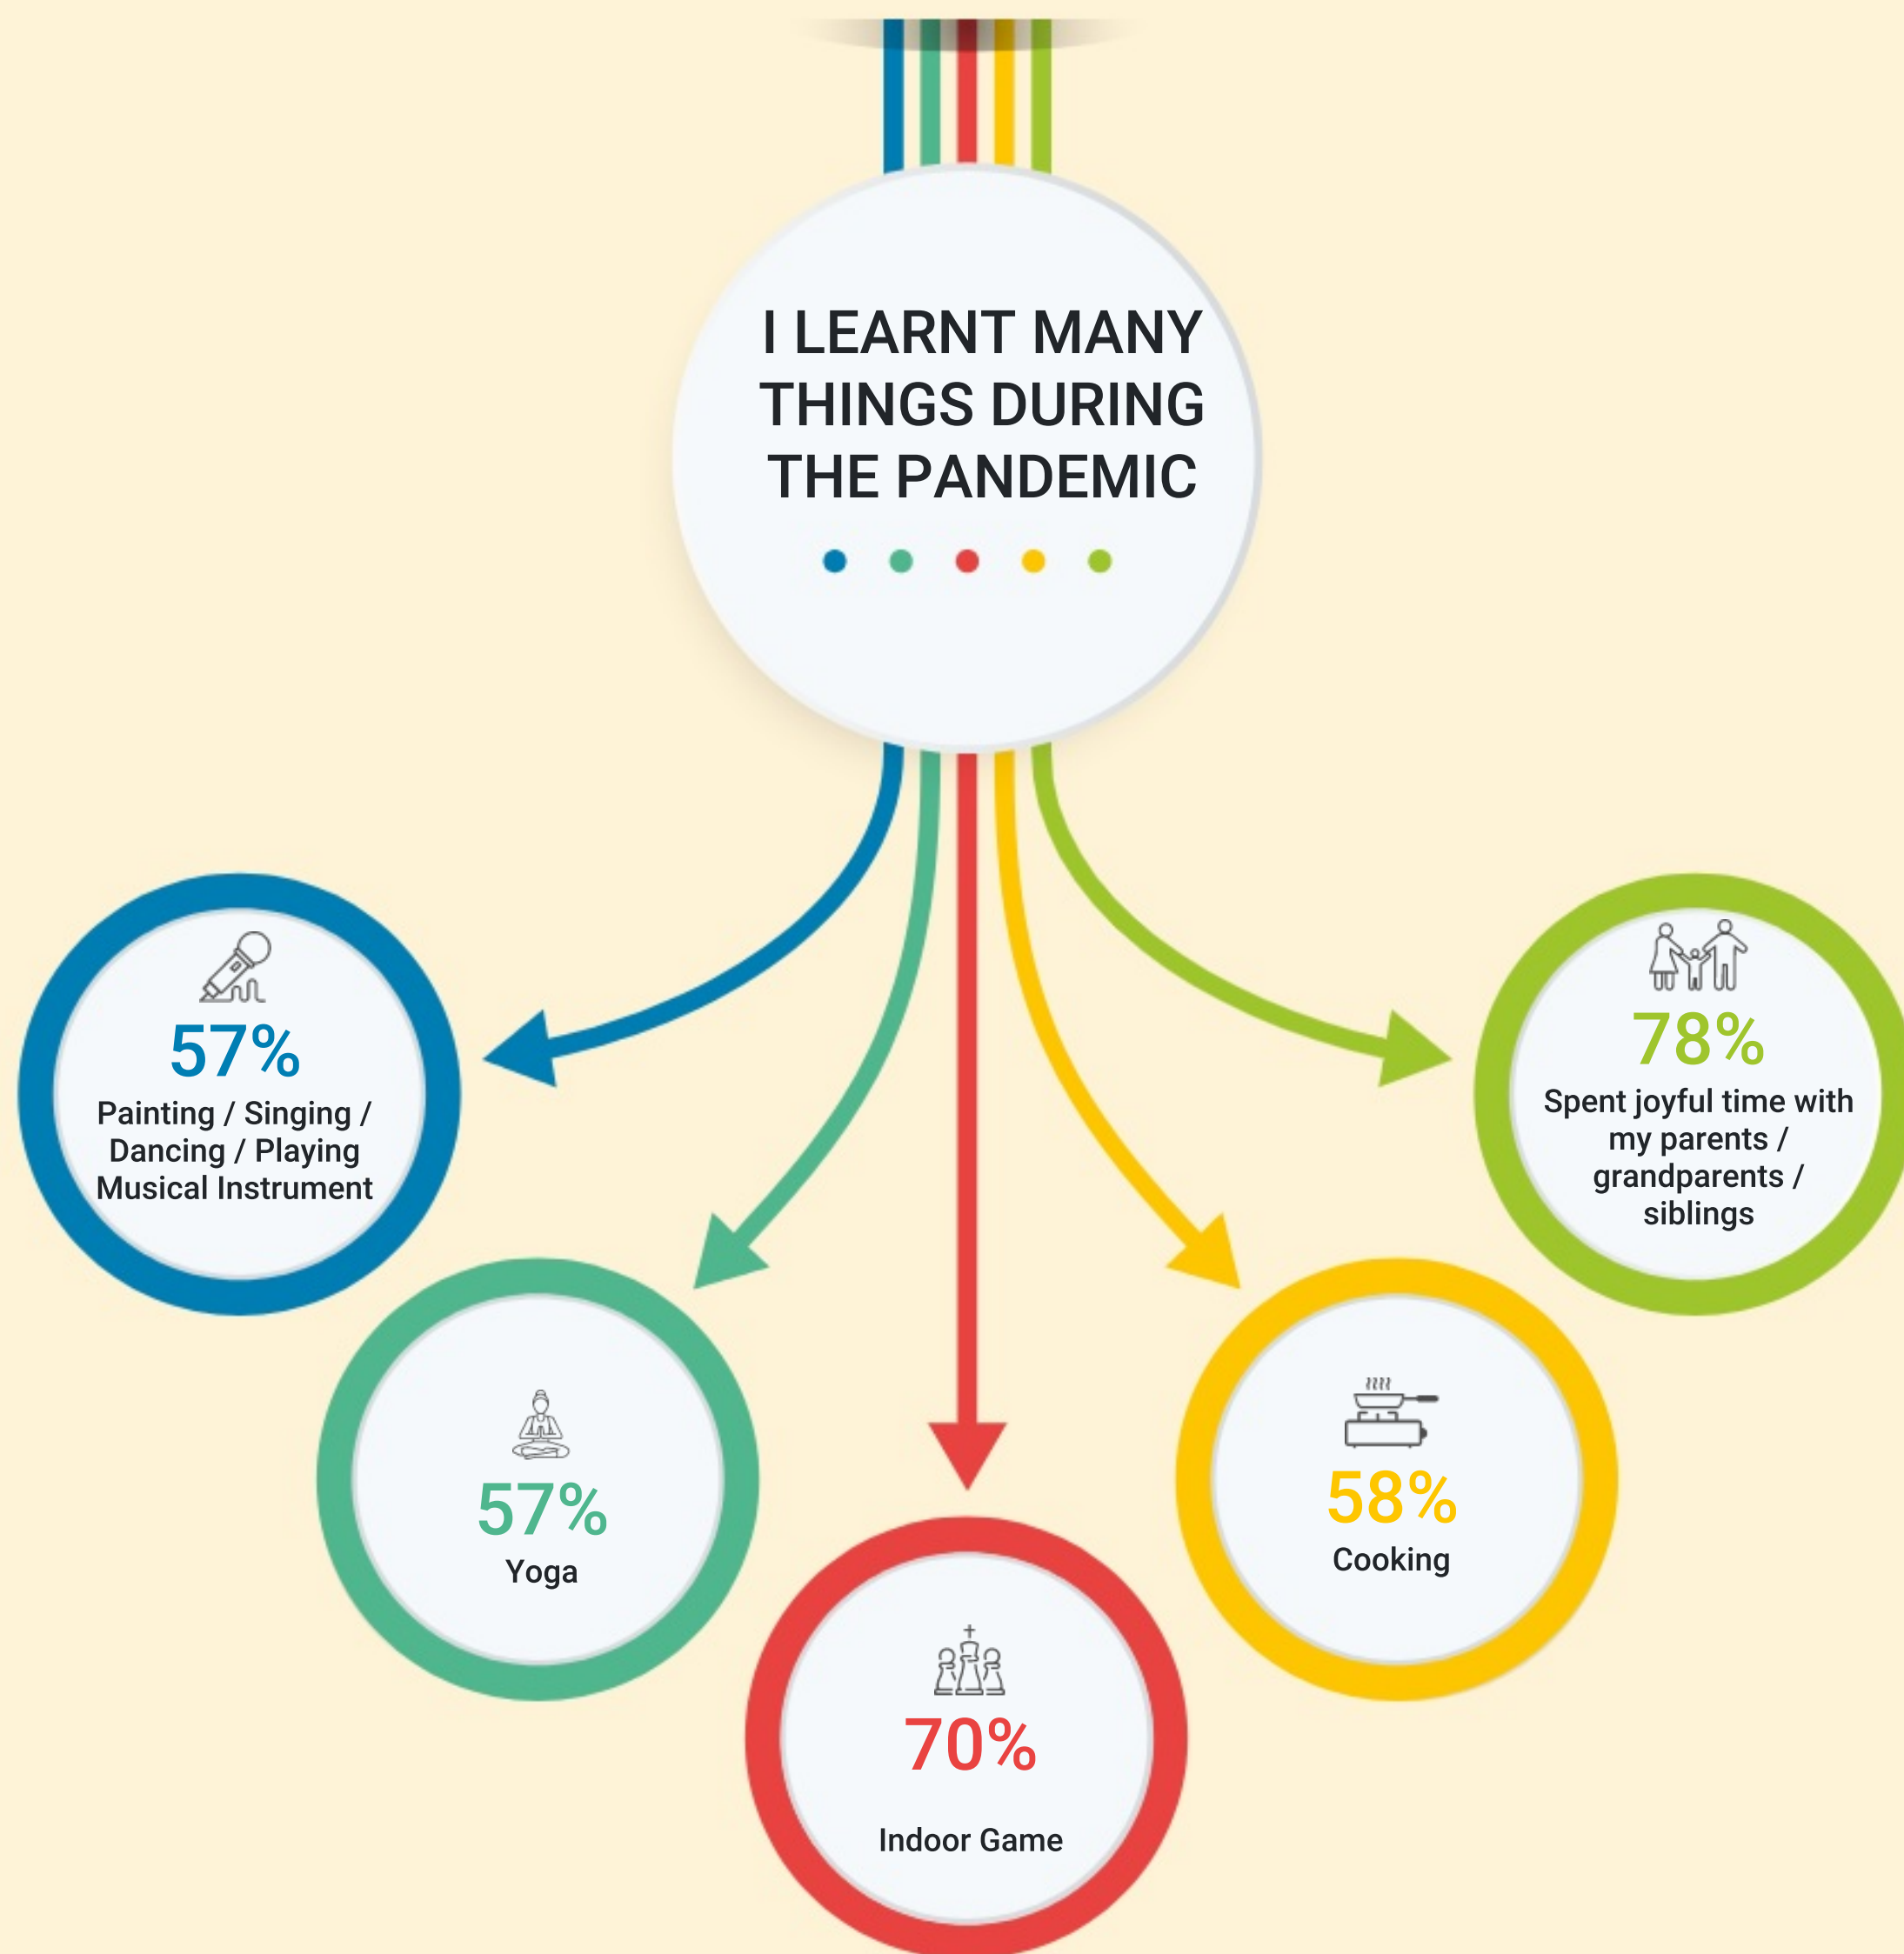 I LEARNT MANY
THINGS DURING
THE PANDEMIC
57%
Painting / Singing /
Dancing / Playing
Musical Instrument
57%
Yoga
70%
Indoor Game
58%
Cooking
78%
Spent joyful time with
my parents /
grandparents /
siblings